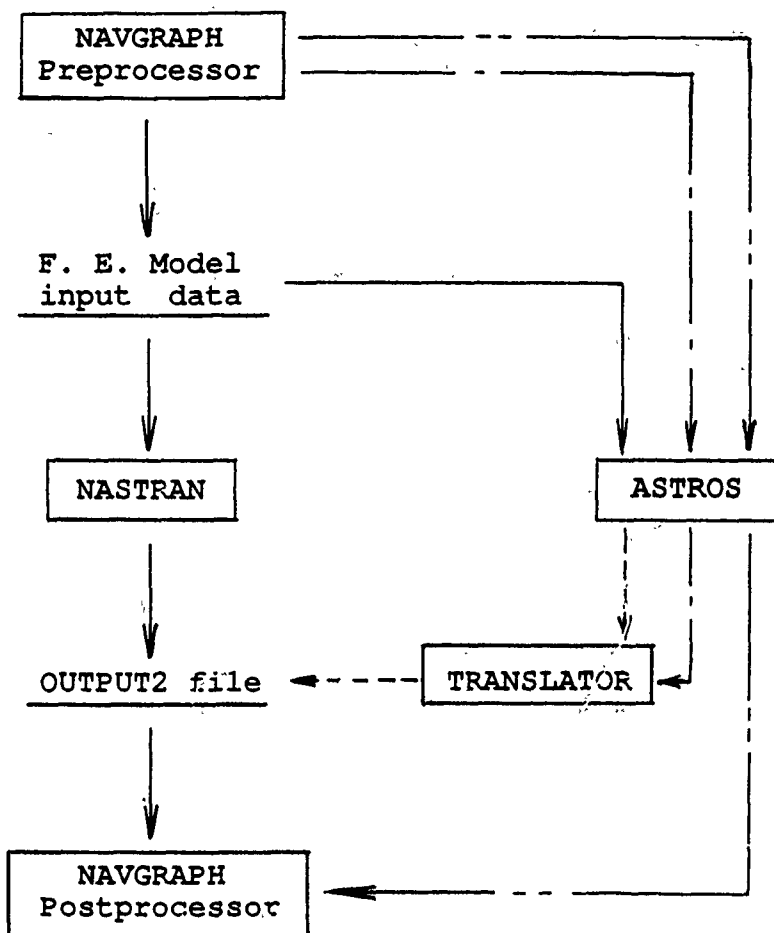 NAVGRAPH
Preprocessor
F. E. Model
input data
NASTRAN
ASTROS
OUTPUT2 file
TRANSLATOR
NAVGRAPH
Postprocessor